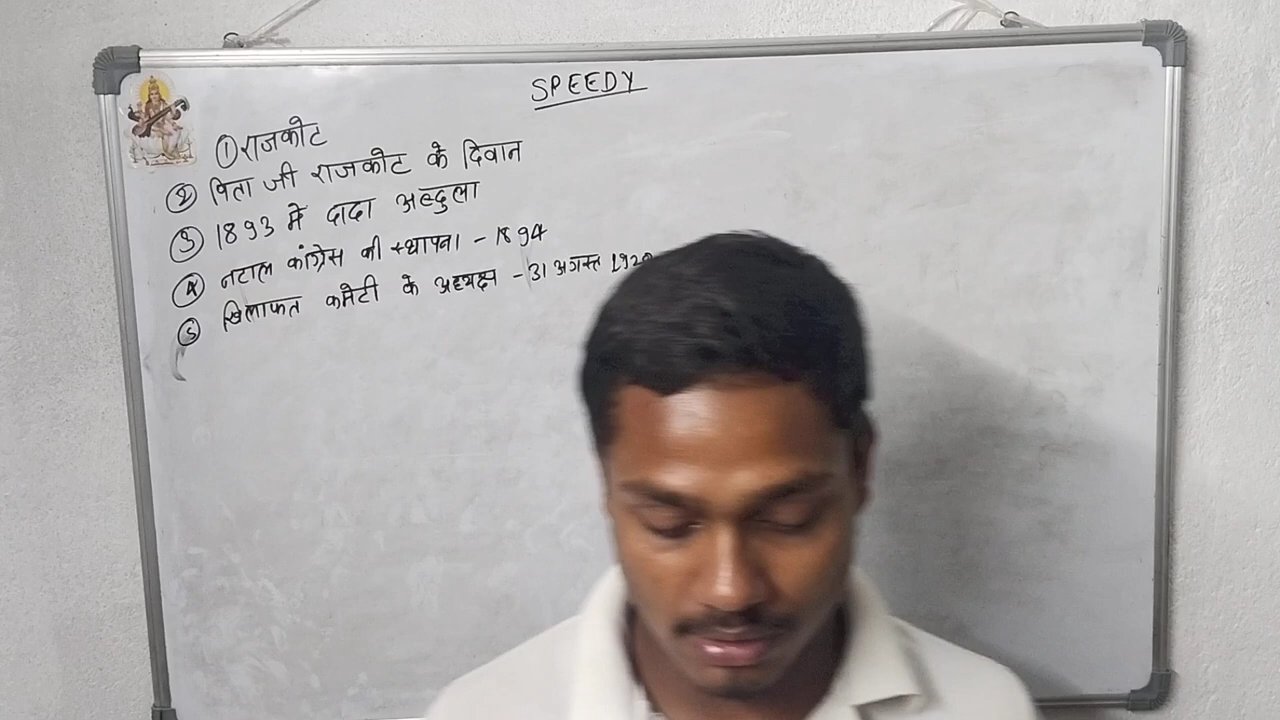 SPEEDY
① राजकोट
② पिता जी राजकोट के दिवान
③ 1893 में दादा अब्दुला
④ नटाल कांग्रेस की स्थापना - 1894
⑤ खिलाफत कमेटी के अध्यक्ष - 31 अगस्त